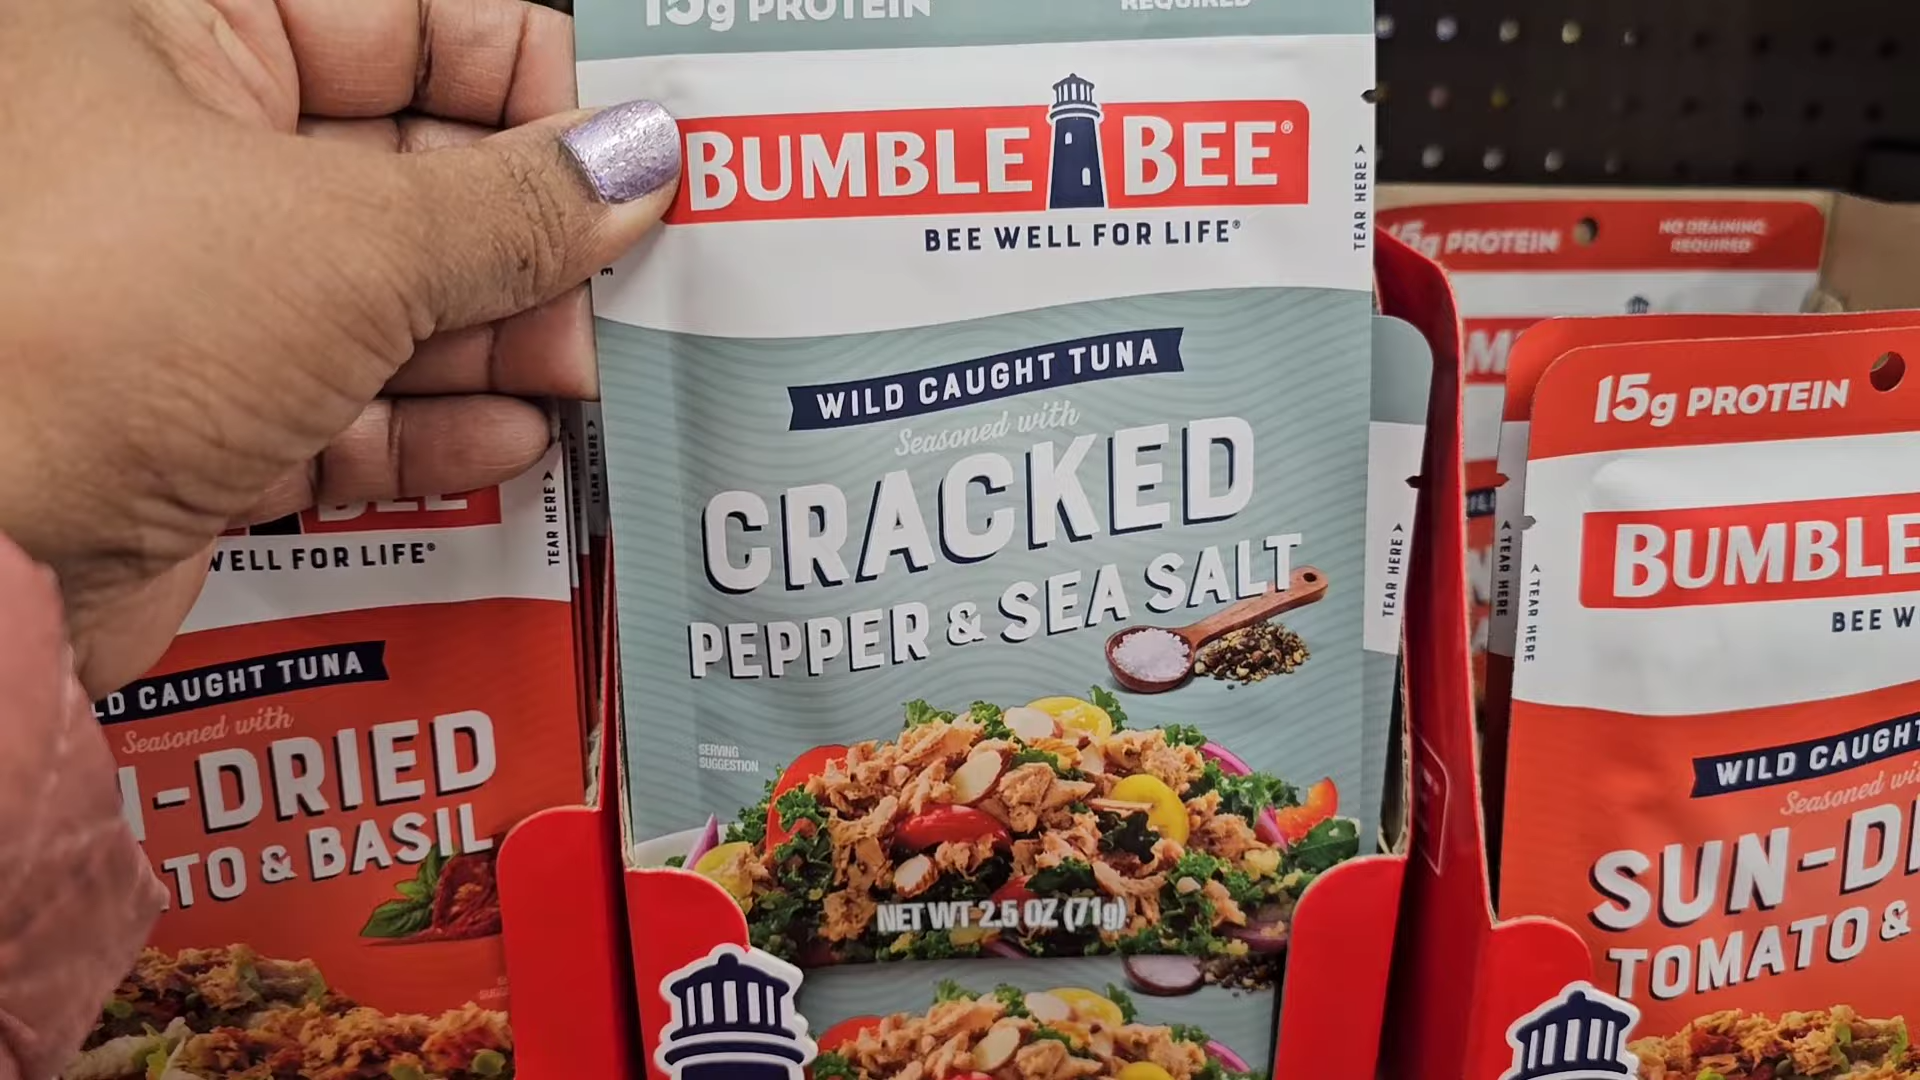 15g PROTEIN
REQUIRED
BUMBLE BEE®
BEE WELL FOR LIFE®
TEAR HERE >
WILD CAUGHT TUNA
Seasoned with
CRACKED
PEPPER & SEA SALT
SERVING
SUGGESTION
NET WT 2.5 OZ (71g)
BEE
WELL FOR LIFE®
TEAR HERE >
TEAR HERE >
CAUGHT TUNA
Seasoned with
-DRIED
& BASIL
15g PROTEIN
NO DRAINING
REQUIRED
TEAR HERE >
15g PROTEIN
BUMBLE
BEE
TEAR HERE
TEAR HERE
WILD CAUGHT
Seasoned
SUN-
TOMATO &